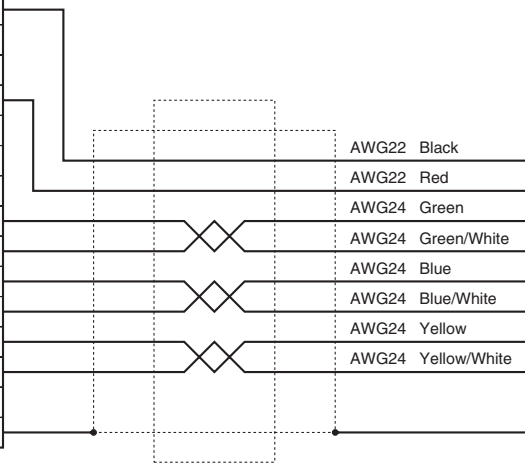 AWG22 Black
AWG22 Red
AWG24 Green
AWG24 Green/White
AWG24 Blue
AWG24 Blue/White
AWG24 Yellow
AWG24 Yellow/White